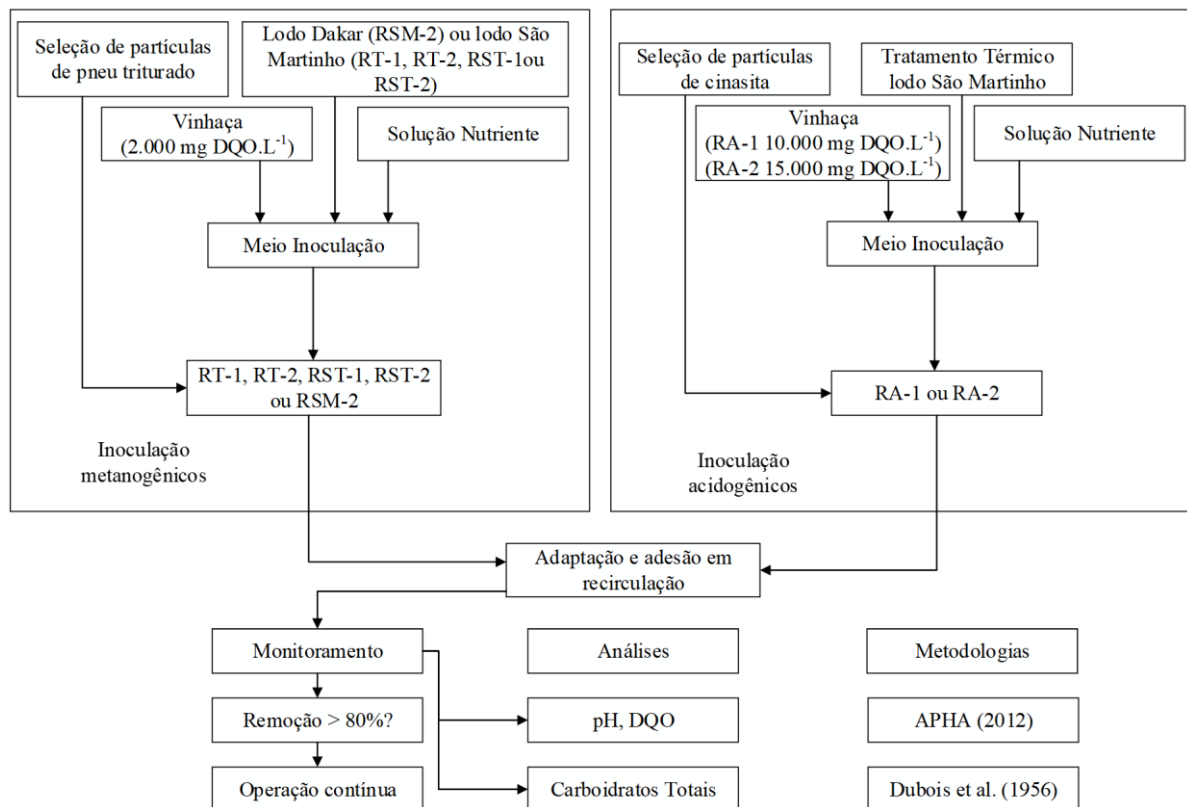 Seleção de partículas
de pneu triturado
Lodo Dakar (RSM-2) ou lodo São
Martinho (RT-1, RT-2, RST-1ou
RST-2)
Vinhaça
(2.000 mg DQO.L⁻¹)
Solução Nutriente
Meio Inoculação
RT-1, RT-2, RST-1, RST-2
ou RSM-2
Inoculação
metanogênicos
Seleção de partículas
de cinasita
Tratamento Térmico
lodo São Martinho
Vinhaça
(RA-1 10.000 mg DQO.L⁻¹)
(RA-2 15.000 mg DQO.L⁻¹)
Solução Nutriente
Meio Inoculação
RA-1 ou RA-2
Inoculação
acidogênicos
Adaptação e adesão em
recirculação
Monitoramento
Análises
Metodologias
Remoção > 80%?
pH, DQO
APHA (2012)
Operação contínua
Carboidratos Totais
Dubois et al. (1956)